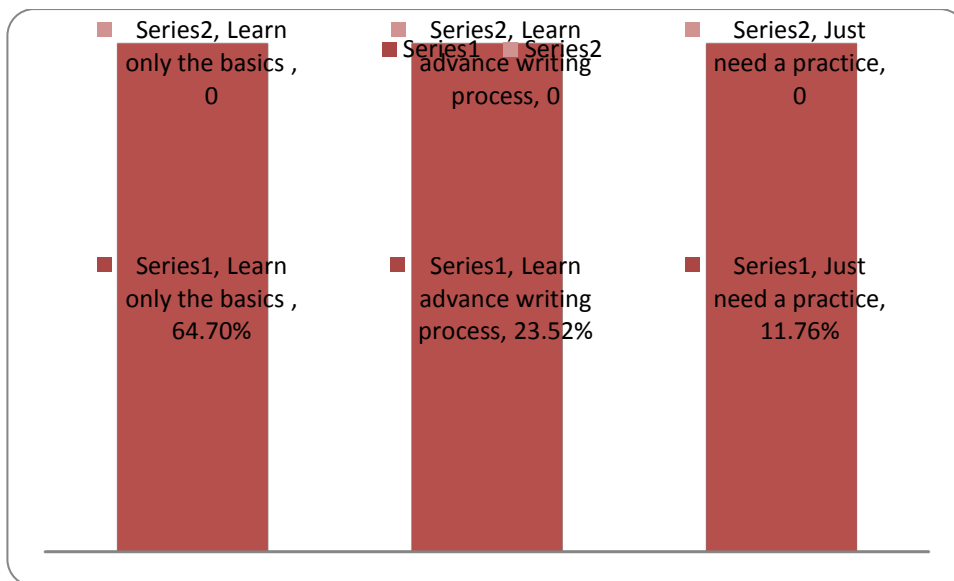 Series2, Learn
only the basics ,
0
Series2, Learn
advance writing
process, 0
Series2, Just
need a practice,
0
Series1 Series2
Series1, Learn
only the basics ,
64.70%
Series1, Learn
advance writing
process, 23.52%
Series1, Just
need a practice,
11.76%